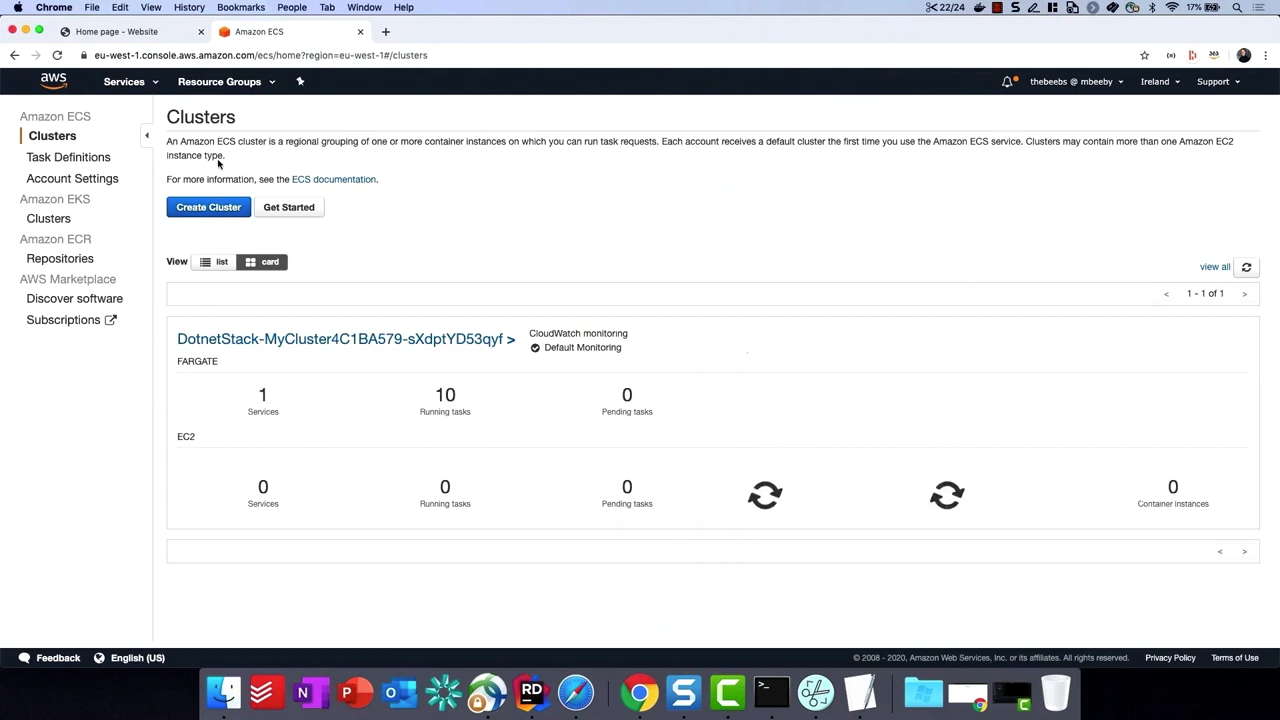 Chrome File Edit View History Bookmarks People Tab Window Help 22/24 17%
Home page - Website Amazon ECS
eu-west-1.console.aws.amazon.com/ecs/home?region=eu-west-1#/clusters
aws Services Resource Groups thebeebs @ mbeeby Ireland Support
Amazon ECS
Clusters
Task Definitions
Account Settings
Amazon EKS
Clusters
Amazon ECR
Repositories
AWS Marketplace
Discover software
Subscriptions
Clusters
An Amazon ECS cluster is a regional grouping of one or more container instances on which you can run task requests. Each account receives a default cluster the first time you use the Amazon ECS service. Clusters may contain more than one Amazon EC2
instance type.
For more information, see the ECS documentation.
Create Cluster Get Started
View list card
view all
< 1 - 1 of 1 >
DotnetStack-MyCluster4C1BA579-sXdptYD53qyf >
CloudWatch monitoring
Default Monitoring
FARGATE
1 10 0
Services Running tasks Pending tasks
EC2
0 0 0 0
Services Running tasks Pending tasks Container instances
< >
Feedback English (US) © 2008 - 2020, Amazon Web Services, Inc. or its affiliates. All rights reserved. Privacy Policy Terms of Use